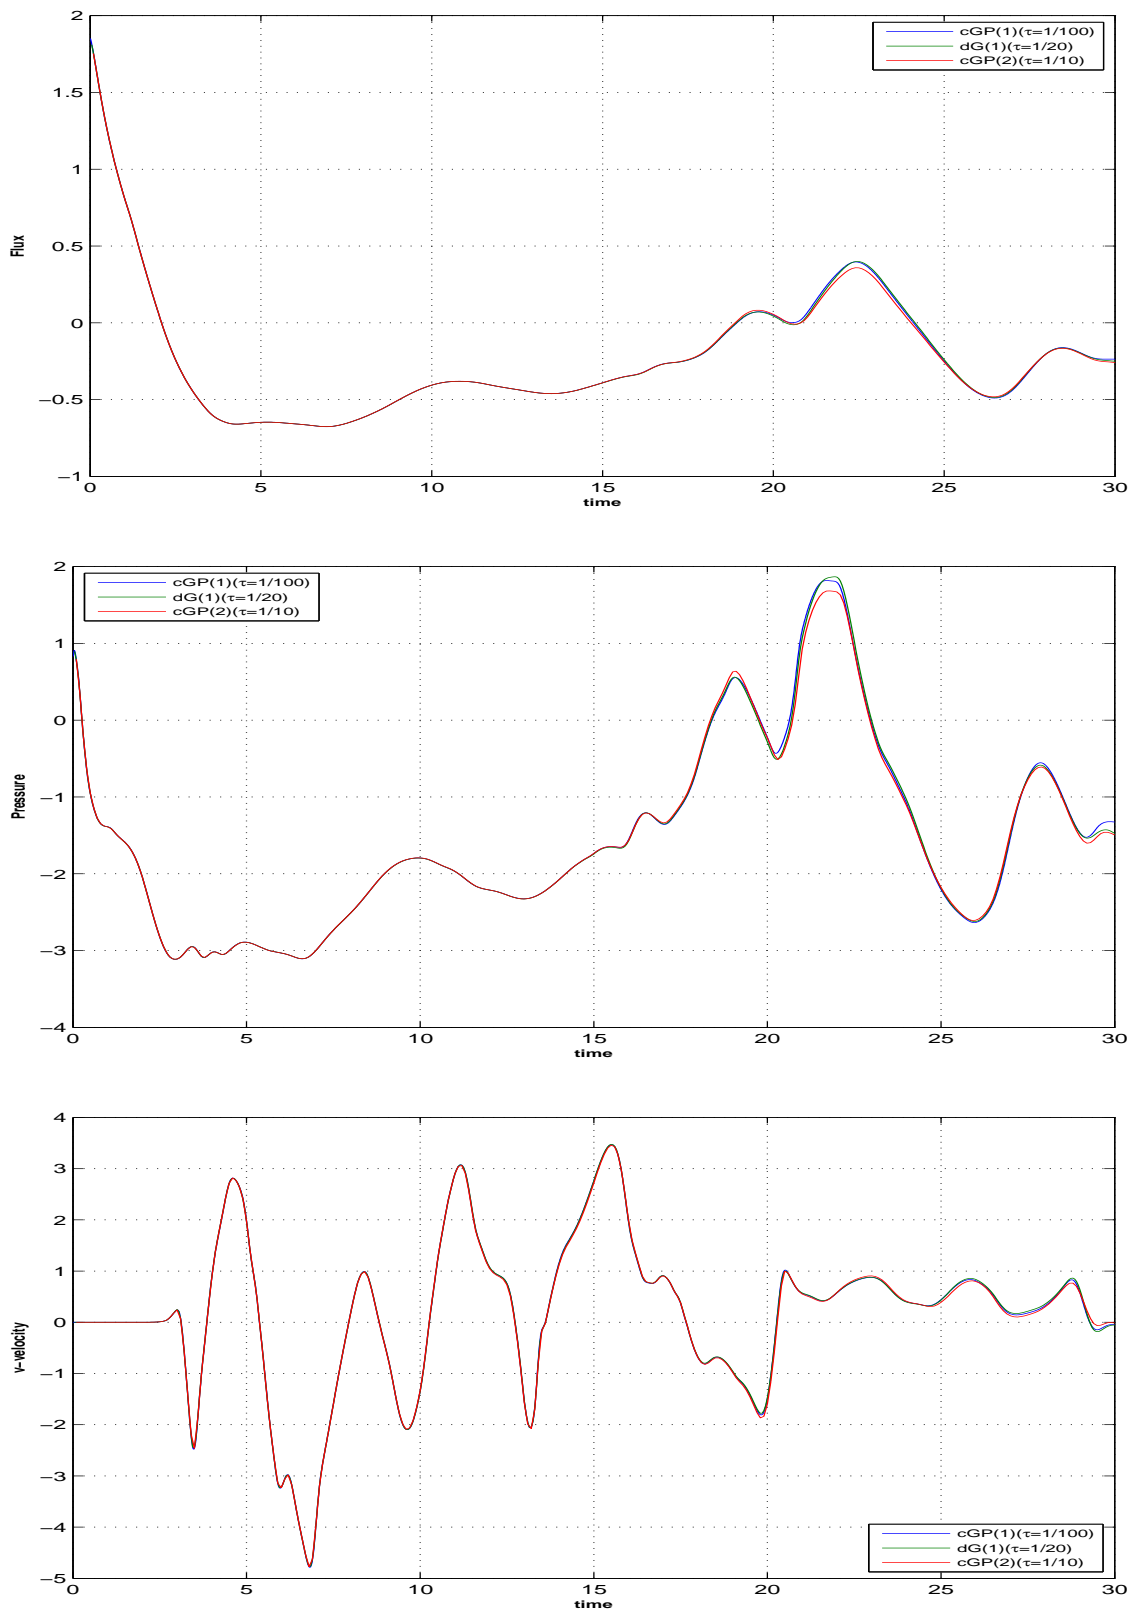 2
1.5
1
0.5
0
−0.5
−1
Flux
cGP(1)(τ=1/100)
dG(1)(τ=1/20)
cGP(2)(τ=1/10)
0 5 10 15 20 25 30
time
2
1
0
−1
−2
−3
−4
Pressure
cGP(1)(τ=1/100)
dG(1)(τ=1/20)
cGP(2)(τ=1/10)
0 5 10 15 20 25 30
time
4
3
2
1
0
−1
−2
−3
−4
−5
v−velocity
cGP(1)(τ=1/100)
dG(1)(τ=1/20)
cGP(2)(τ=1/10)
0 5 10 15 20 25 30
time